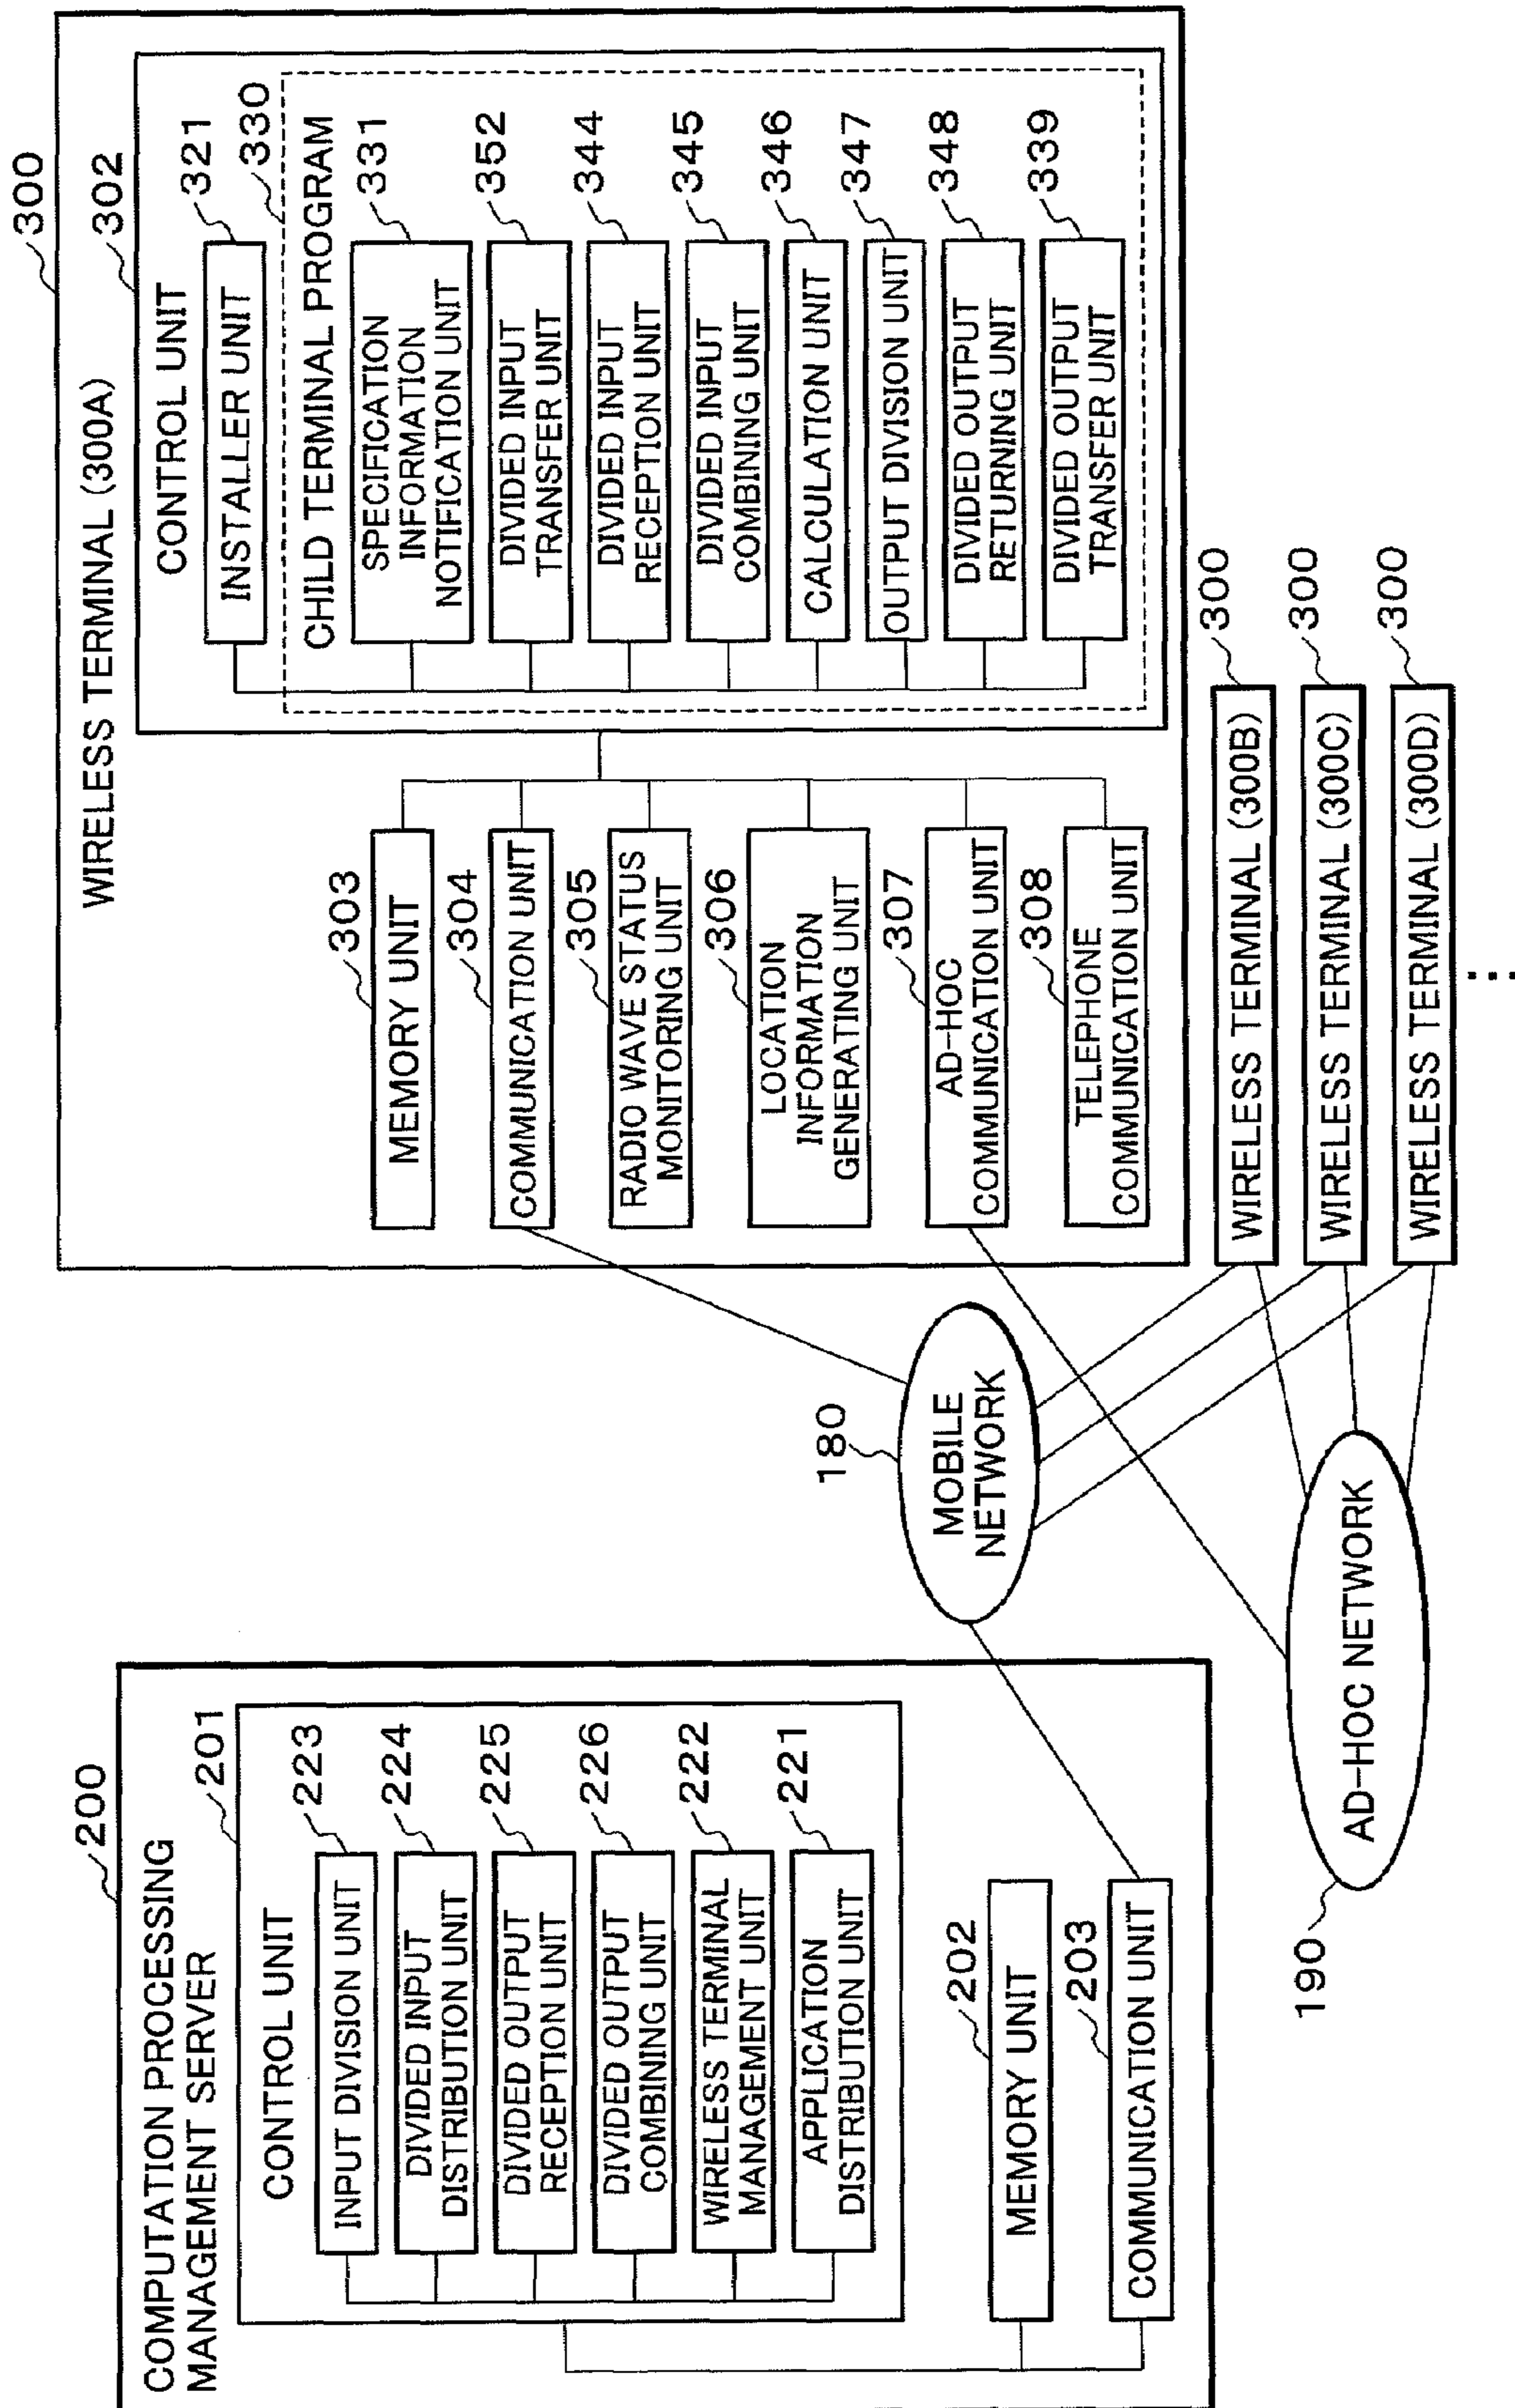 200
COMPUTATION PROCESSING
MANAGEMENT SERVER
201
CONTROL UNIT
223
INPUT DIVISION UNIT
224
DIVIDED INPUT
DISTRIBUTION UNIT
225
DIVIDED OUTPUT
RECEPTION UNIT
226
DIVIDED OUTPUT
COMBINING UNIT
222
WIRELESS TERMINAL
MANAGEMENT UNIT
221
APPLICATION
DISTRIBUTION UNIT
202
MEMORY UNIT
203
COMMUNICATION UNIT
180
MOBILE
NETWORK
190
AD-HOC NETWORK
300
WIRELESS TERMINAL (300A)
303
MEMORY UNIT
304
COMMUNICATION UNIT
305
RADIO WAVE STATUS
MONITORING UNIT
306
LOCATION
INFORMATION
GENERATING UNIT
307
AD-HOC
COMMUNICATION UNIT
308
TELEPHONE
COMMUNICATION UNIT
302
CONTROL UNIT
321
INSTALLER UNIT
330
CHILD TERMINAL PROGRAM
331
SPECIFICATION
INFORMATION
NOTIFICATION UNIT
352
DIVIDED INPUT
TRANSFER UNIT
344
DIVIDED INPUT
RECEPTION UNIT
345
DIVIDED INPUT
COMBINING UNIT
346
CALCULATION UNIT
347
OUTPUT DIVISION UNIT
348
DIVIDED OUTPUT
RETURNING UNIT
339
DIVIDED OUTPUT
TRANSFER UNIT
300
WIRELESS TERMINAL (300B)
300
WIRELESS TERMINAL (300C)
300
WIRELESS TERMINAL (300D)
...